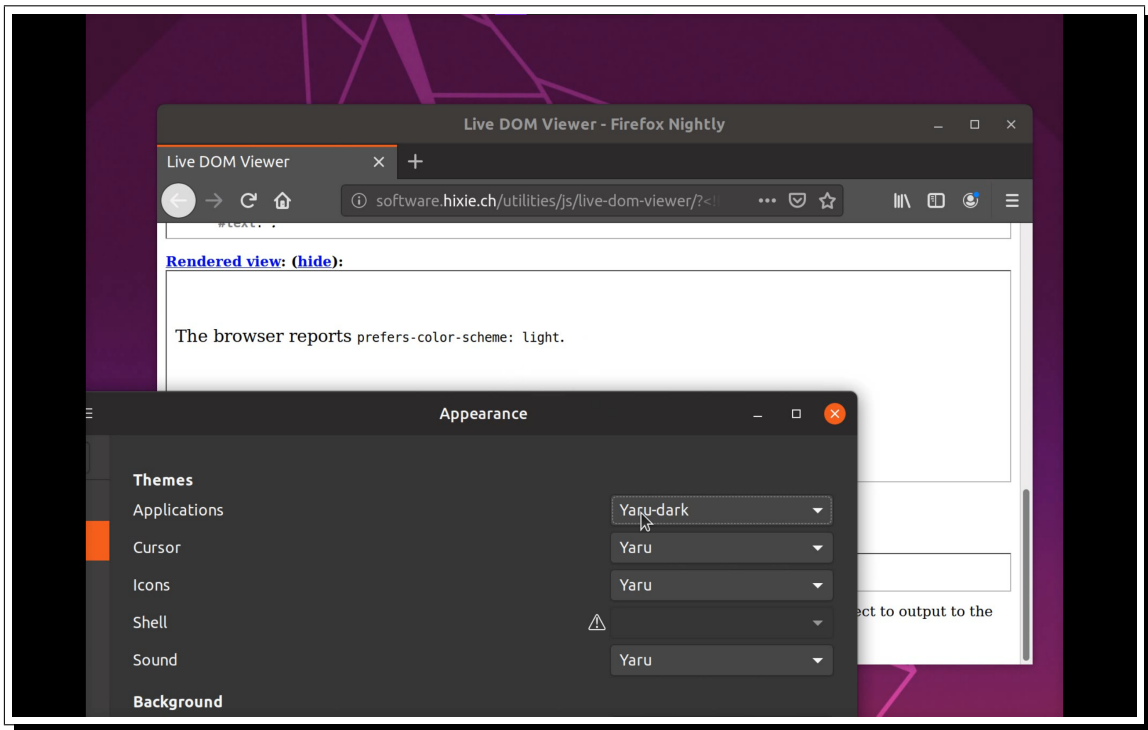 Live DOM Viewer - Firefox Nightly
Live DOM Viewer
software.hixie.ch/utilities/js/live-dom-viewer/?<!
#text: .
Rendered view: (hide):
The browser reports prefers-color-scheme: light.
Appearance
Themes
Applications Yaru-dark
Cursor Yaru
Icons Yaru
Shell
ect to output to the
Sound Yaru
Background